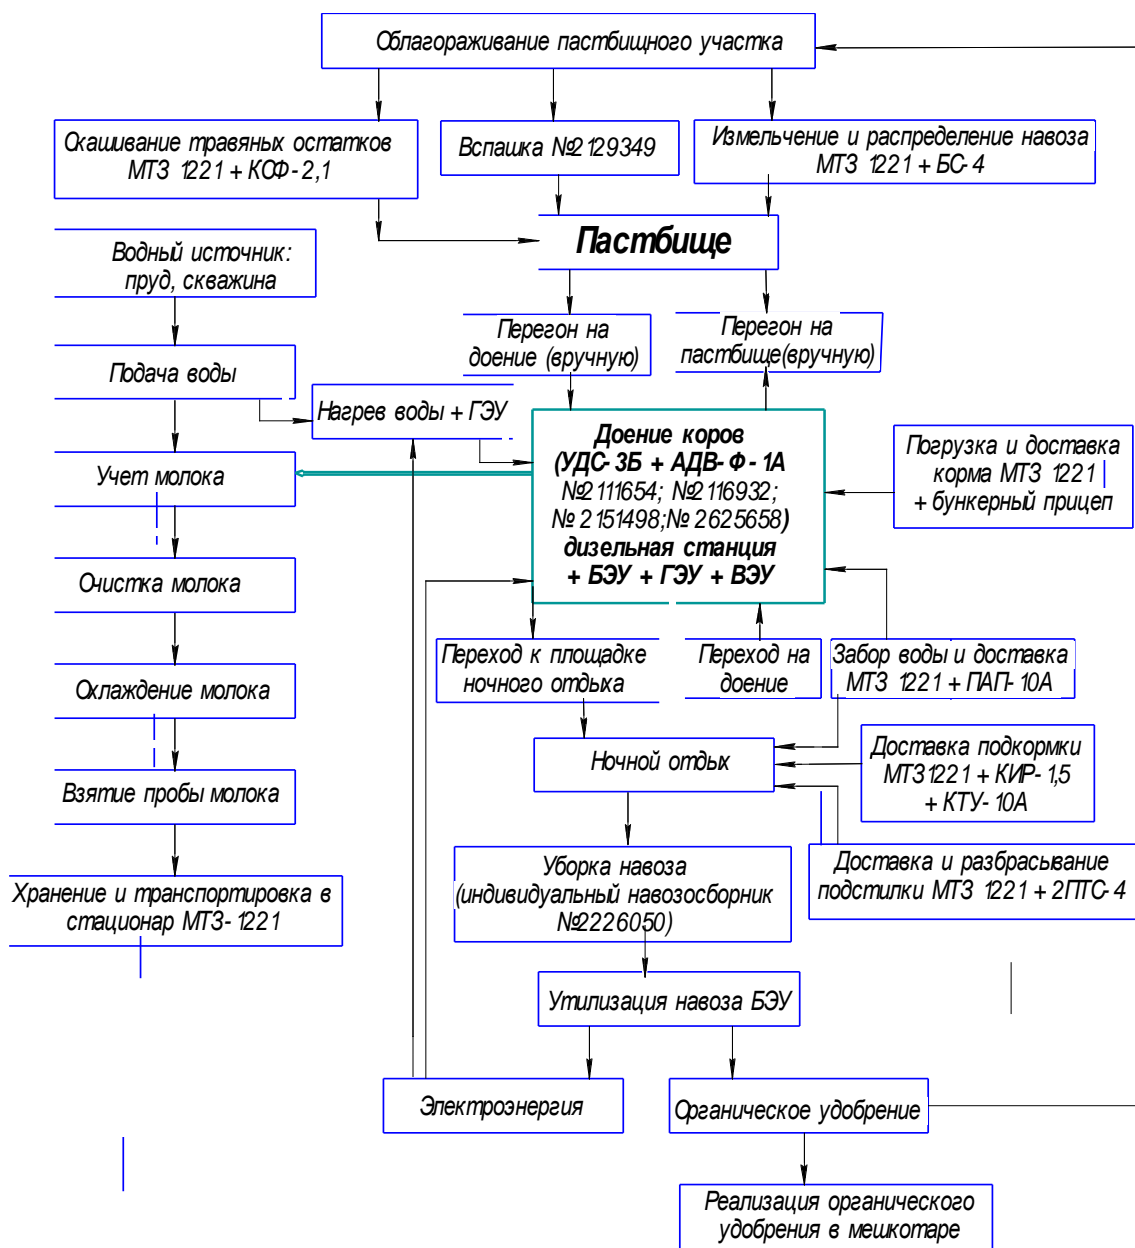 Облагораживание пастбищного участка
Скашивание травяных остатков
МТЗ 1221 + КСФ-2,1
Вспашка №2129349
Измельчение и распределение навоза
МТЗ 1221 + БС-4
Пастбище
Водный источник:
пруд, скважина
Перегон на
доение (вручную)
Перегон на
пастбище(вручную)
Подача воды
Нагрев воды + ГЭУ
Доение коров
(УДС-3Б + АДВ-Ф-1А
№2111654; №2116932;
№2151498;№2625658)
дизельная станция
+ БЭУ + ГЭУ + ВЭУ
Погрузка и доставка
корма МТЗ 1221
+ бункерный прицеп
Учет молока
Очистка молока
Охлаждение молока
Взятие пробы молока
Хранение и транспортировка в
стационар МТЗ-1221
Переход к площадке
ночного отдыха
Переход на
доение
Забор воды и доставка
МТЗ 1221 + ПАП-10А
Ночной отдых
Доставка подкормки
МТЗ1221 + КИР-1,5
+ КТУ-10А
Доставка и разбрасывание
подстилки МТЗ 1221 + 2ПТС-4
Уборка навоза
(индивидуальный навозосборник
№2226050)
Утилизация навоза БЭУ
Электроэнергия
Органическое удобрение
Реализация органического
удобрения в мешкотаре